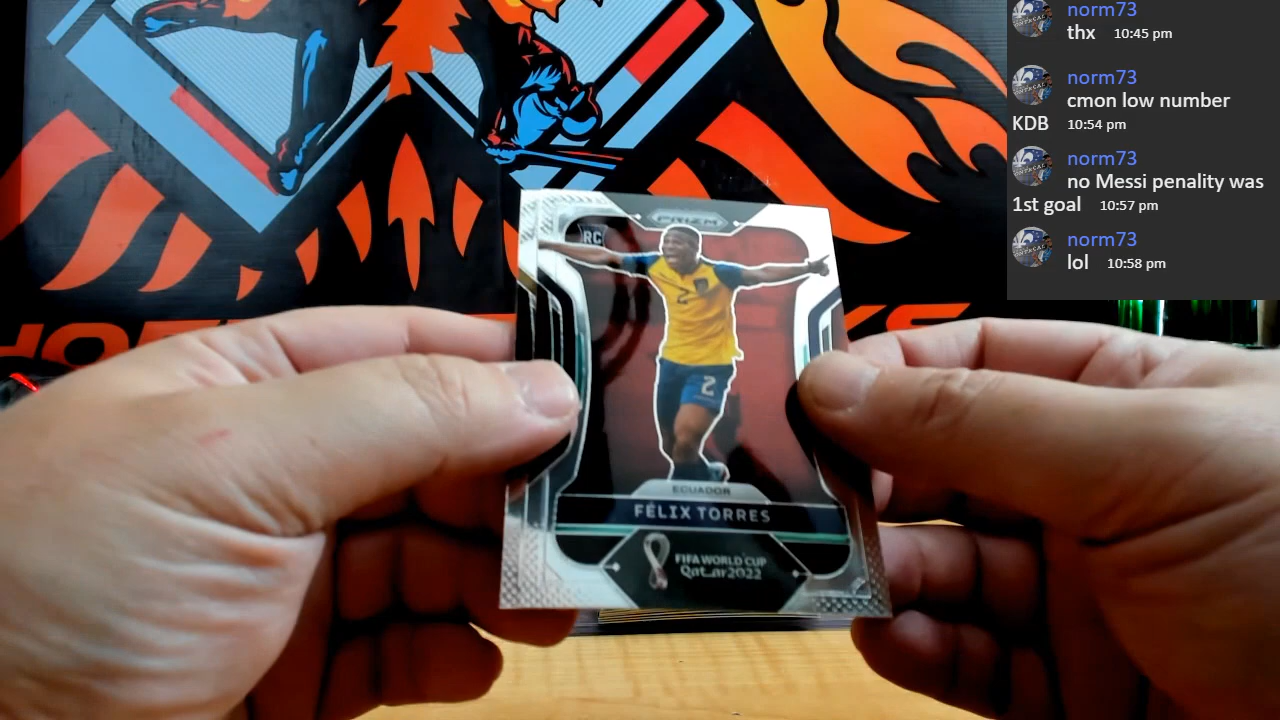 norm73
thx 10:45 pm
norm73
cmon low number
KDB 10:54 pm
norm73
no Messi penality was
1st goal 10:57 pm
norm73
lol 10:58 pm
PRIZM
RC
2
2
ECUADOR
FÉLIX TORRES
FIFA WORLD CUP
Qatar2022